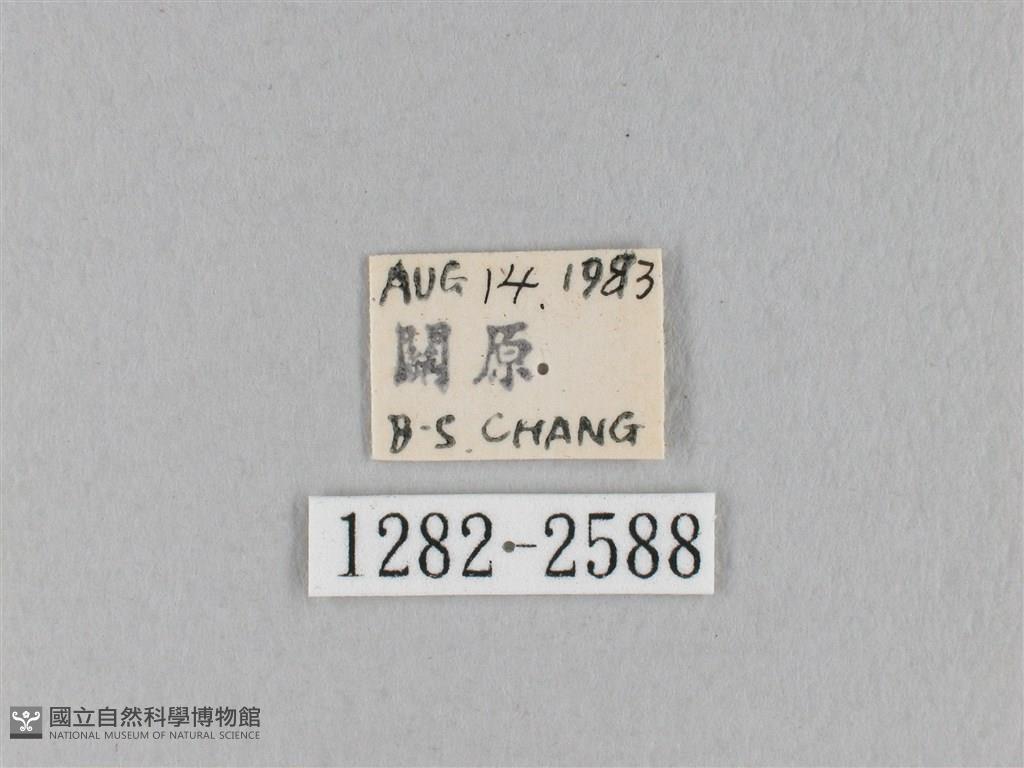 AUG 14. 1983
關原
B-S. CHANG
1282-2588
國立自然科學博物館
NATIONAL MUSEUM OF NATURAL SCIENCE